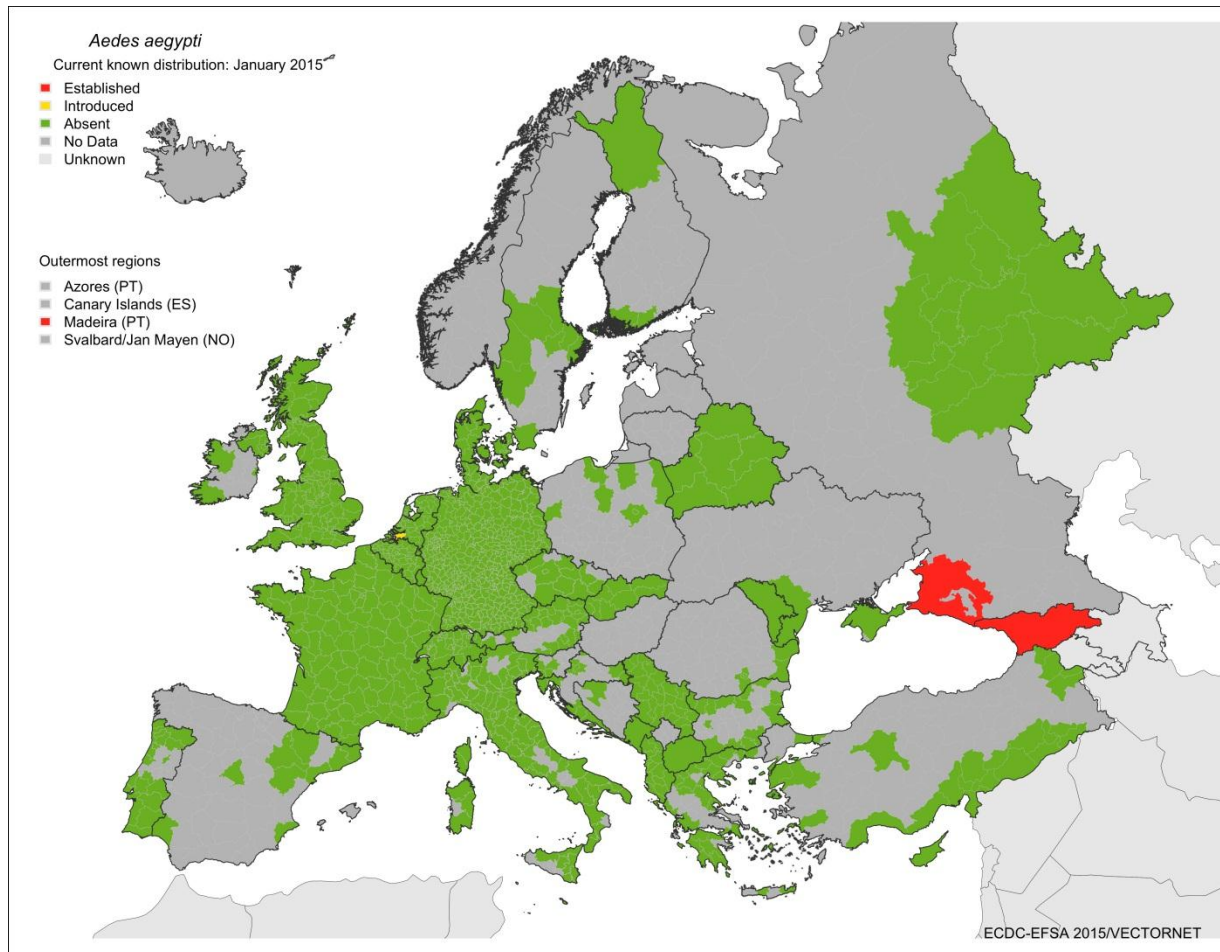 Aedes aegypti
Current known distribution: January 2015
Established
Introduced
Absent
No Data
Unknown
Outermost regions
Azores (PT)
Canary Islands (ES)
Madeira (PT)
Svalbard/Jan Mayen (NO)
ECDC-EFSA 2015/VECTORNET